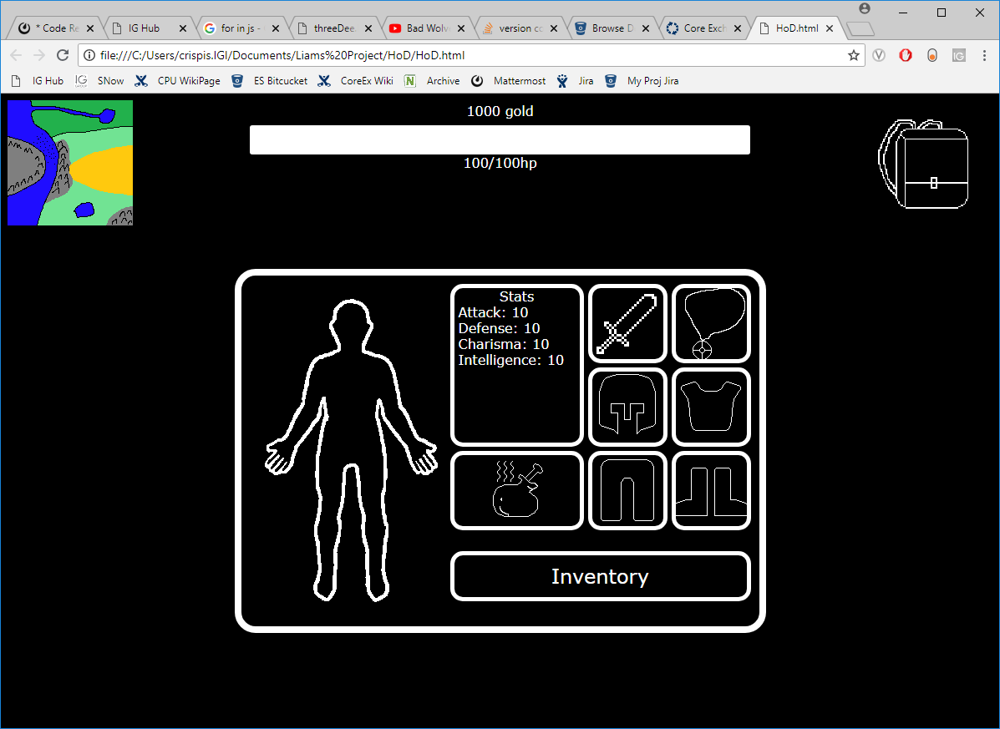 * Code Re
IG Hub
for in js -
threeDee.
Bad Wolv
version co
Browse D
Core Exch
HoD.html
file:///C:/Users/crispis.IGI/Documents/Liams%20Project/HoD/HoD.html
IG
IG Hub
IG
SNow
CPU WikiPage
ES Bitcucket
CoreEx Wiki
N
Archive
Mattermost
Jira
My Proj Jira
1000 gold
100/100hp
Stats
Attack: 10
Defense: 10
Charisma: 10
Intelligence: 10
Inventory